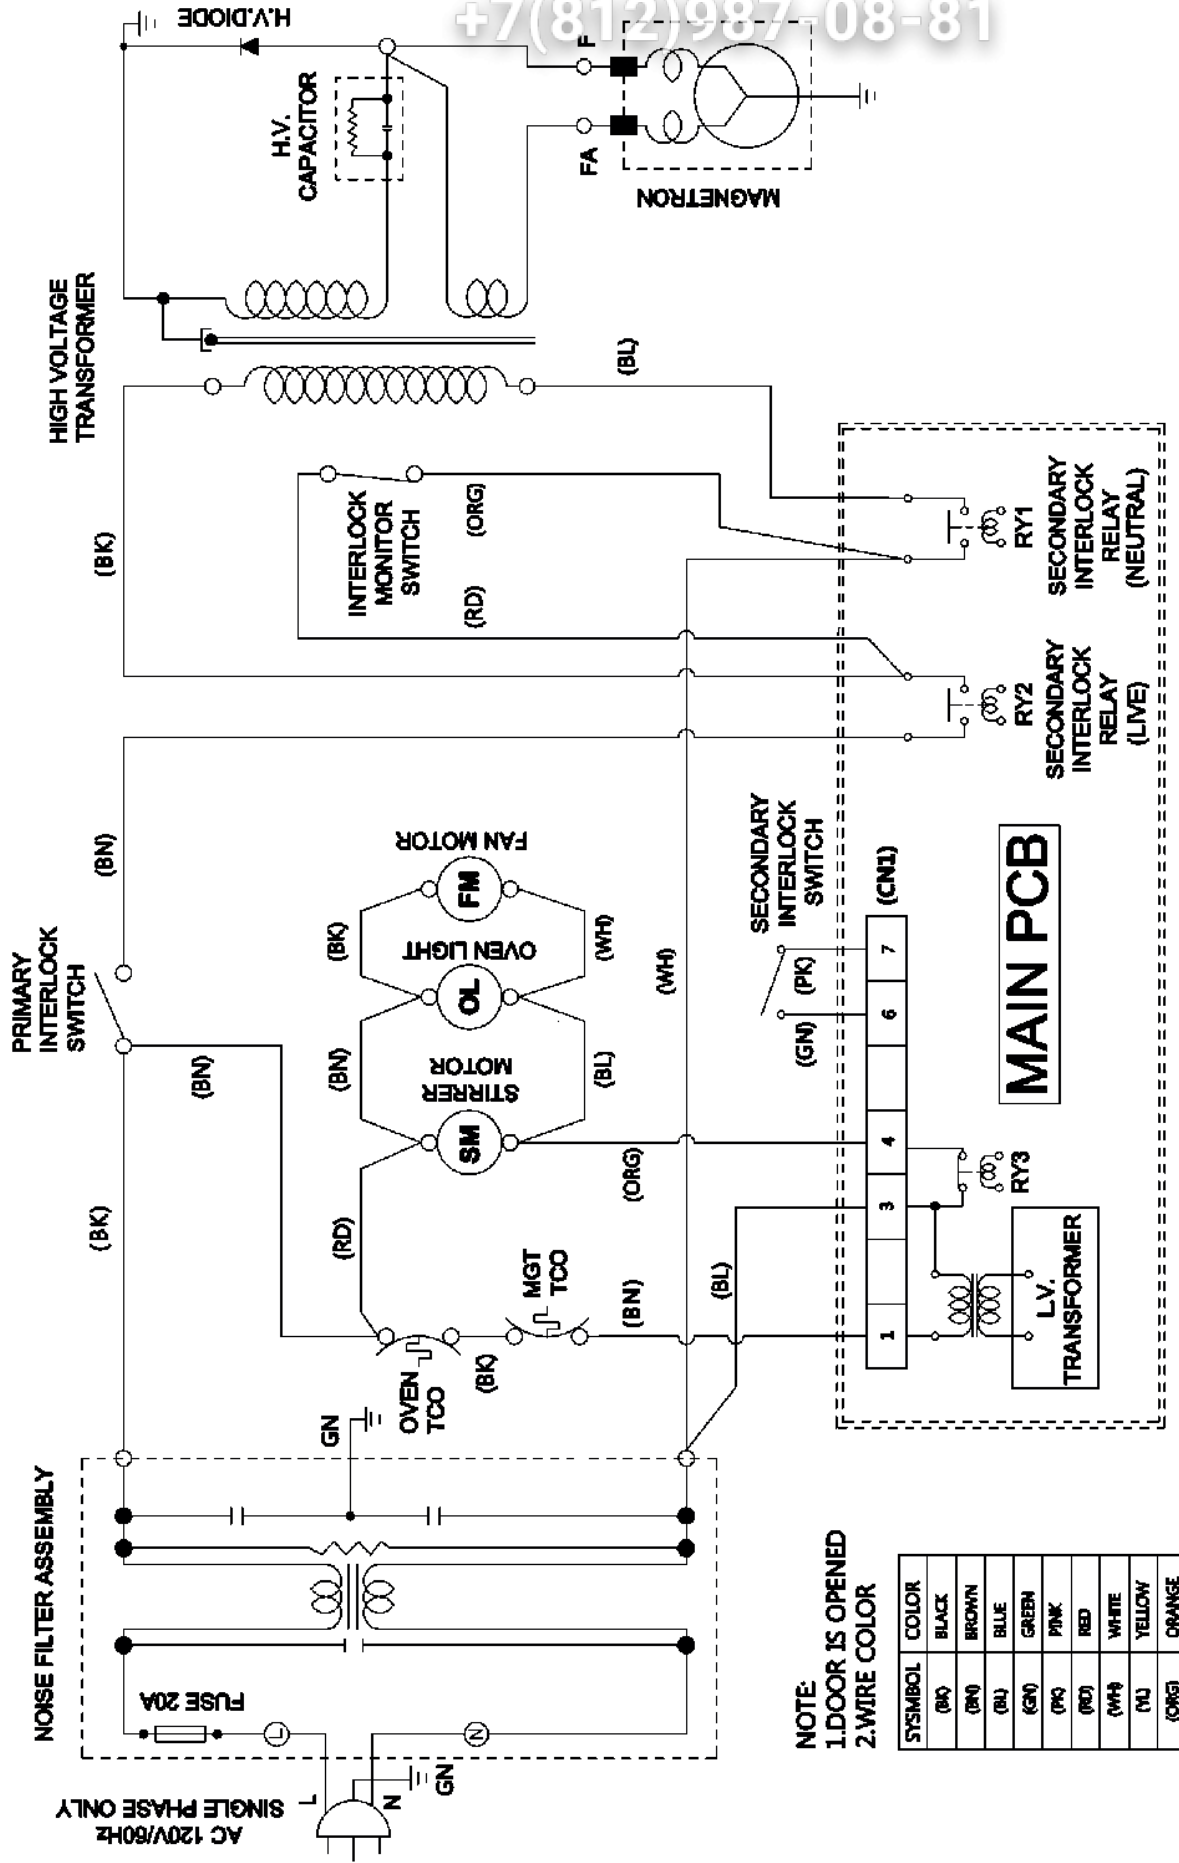 +7(812)987-08-81
H.V.DIODE
H.V.
CAPACITOR
F
FA
MAGNETRON
HIGH VOLTAGE
TRANSFORMER
(BL)
(BK)
INTERLOCK
MONITOR
SWITCH
(ORG)
(RD)
RY1
SECONDARY
INTERLOCK
RELAY
(NEUTRAL)
RY2
SECONDARY
INTERLOCK
RELAY
(LIVE)
PRIMARY
INTERLOCK
SWITCH
(BN)
(BN)
(BK)
FAN MOTOR
FM
(BK)
(WH)
OVEN LIGHT
OL
(BN)
(BL)
STIRRER
MOTOR
SM
(RD)
(ORG)
(WH)
SECONDARY
INTERLOCK
SWITCH
(PK)
(GN)
(CN1)
7
6
4
3
1
MAIN PCB
RY3
L.V.
TRANSFORMER
OVEN
TCO
(BK)
MGT
TCO
(BN)
(BL)
NOISE FILTER ASSEMBLY
GN
FUSE 20A
L
N
AC 120V/60Hz
SINGLE PHASE ONLY
L
N
GN
NOTE:
1.DOOR IS OPENED
2.WIRE COLOR
SYSMBOL COLOR
(BK) BLACK
(BN) BROWN
(BL) BLUE
(GN) GREEN
(PK) PINK
(RD) RED
(WH) WHITE
(YL) YELLOW
(ORG) ORANGE